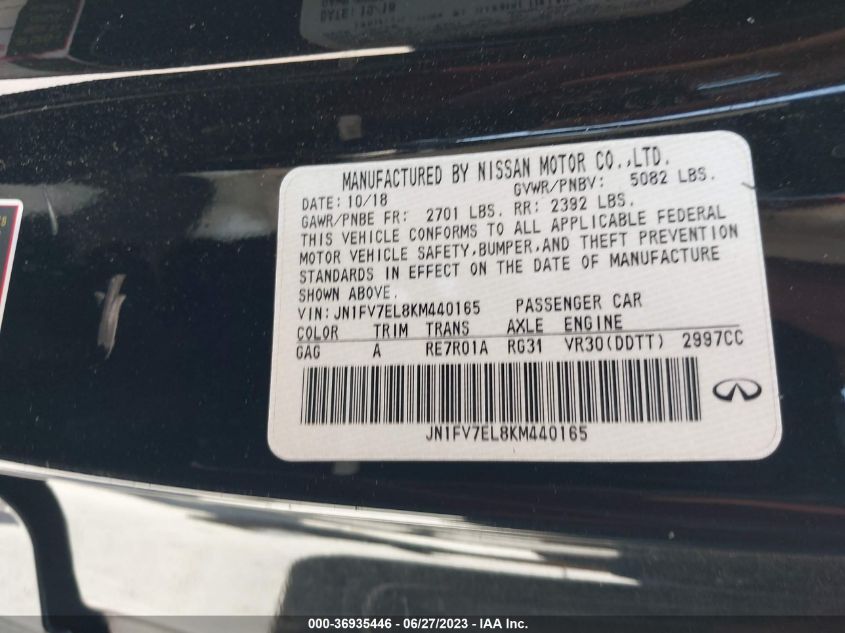 MANUFACTURED BY NISSAN MOTOR CO.,LTD.
DATE: 10/18 GVWR/PNBV: 5082 LBS.
GAWR/PNBE FR: 2701 LBS. RR: 2392 LBS.
THIS VEHICLE CONFORMS TO ALL APPLICABLE FEDERAL
MOTOR VEHICLE SAFETY,BUMPER,AND THEFT PREVENTION
STANDARDS IN EFFECT ON THE DATE OF MANUFACTURE
SHOWN ABOVE.
VIN:JN1FV7EL8KM440165 PASSENGER CAR
COLOR TRIM TRANS AXLE ENGINE
GAG A RE7R01A RG31 VR30(DDTT) 2997CC
JN1FV7EL8KM440165
000-36935446 - 06/27/2023 - IAA Inc.